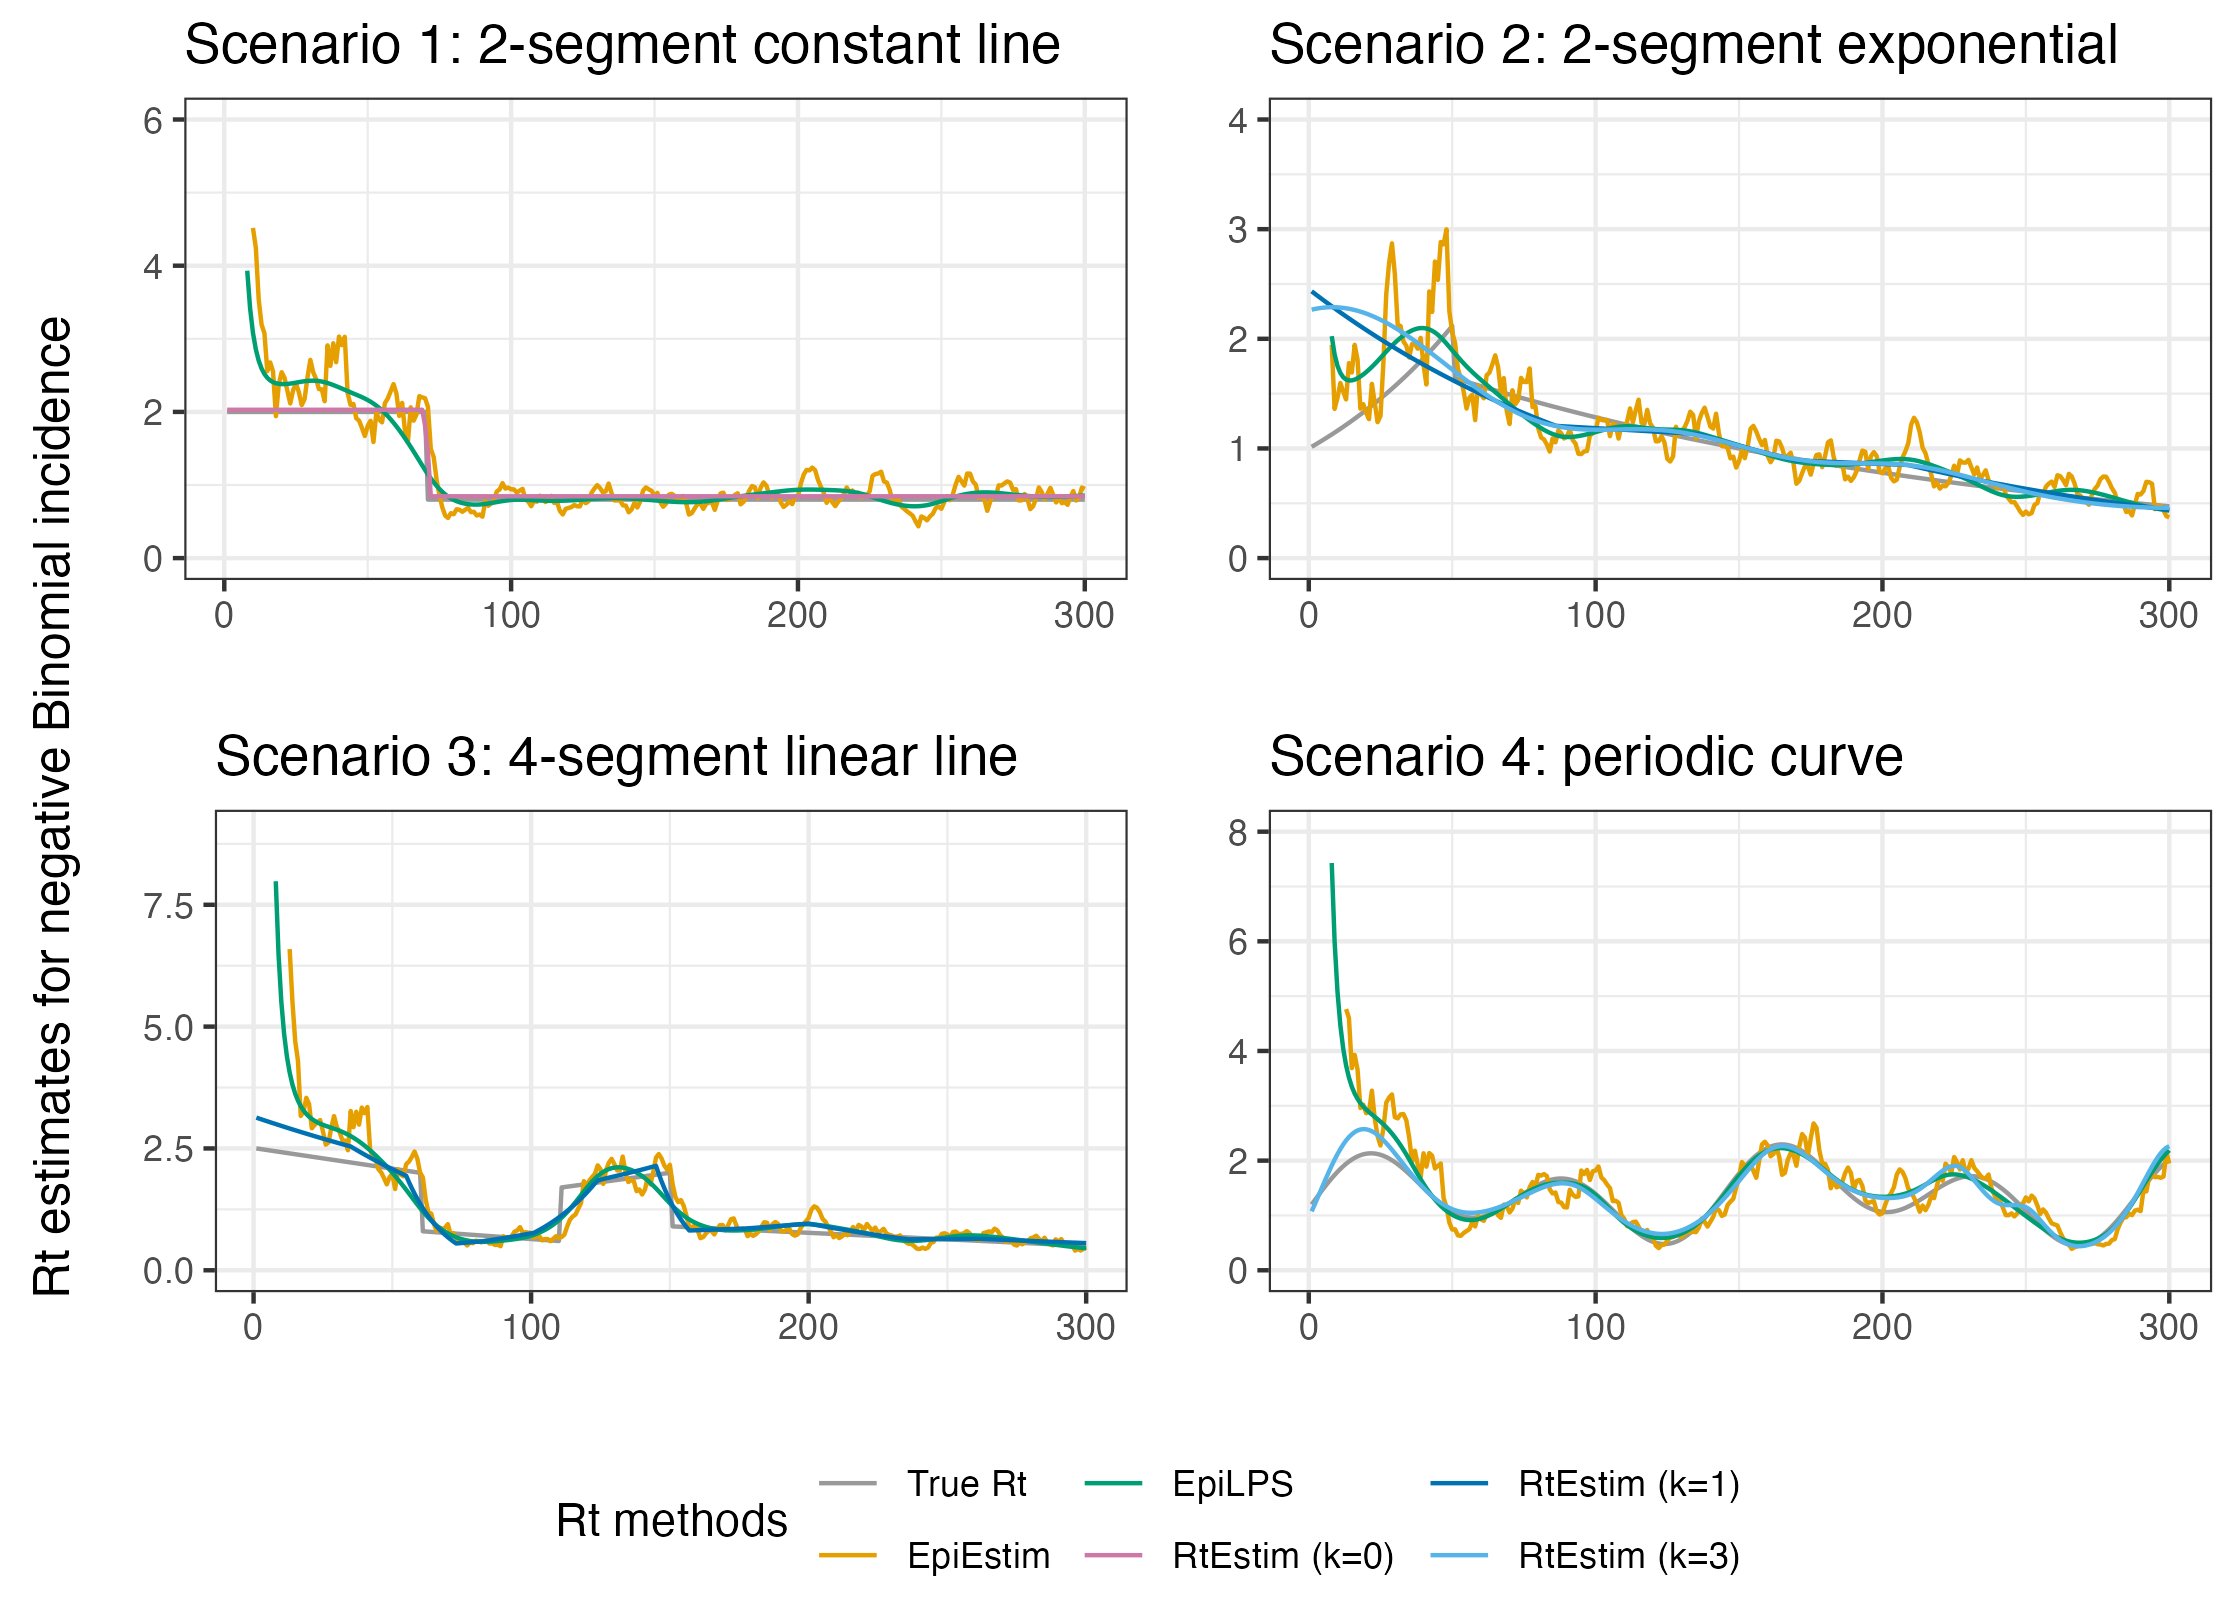 Scenario 1: 2-segment constant line
Scenario 2: 2-segment exponential
6
4
2
0
0
100
200
300
4
3
2
1
0
0
100
200
300
Rt estimates for negative Binomial incidence
Scenario 3: 4-segment linear line
Scenario 4: periodic curve
7.5
5.0
2.5
0.0
0
100
200
300
8
6
4
2
0
0
100
200
300
Rt methods
True Rt
EpiLPS
RtEstim (k=1)
EpiEstim
RtEstim (k=0)
RtEstim (k=3)